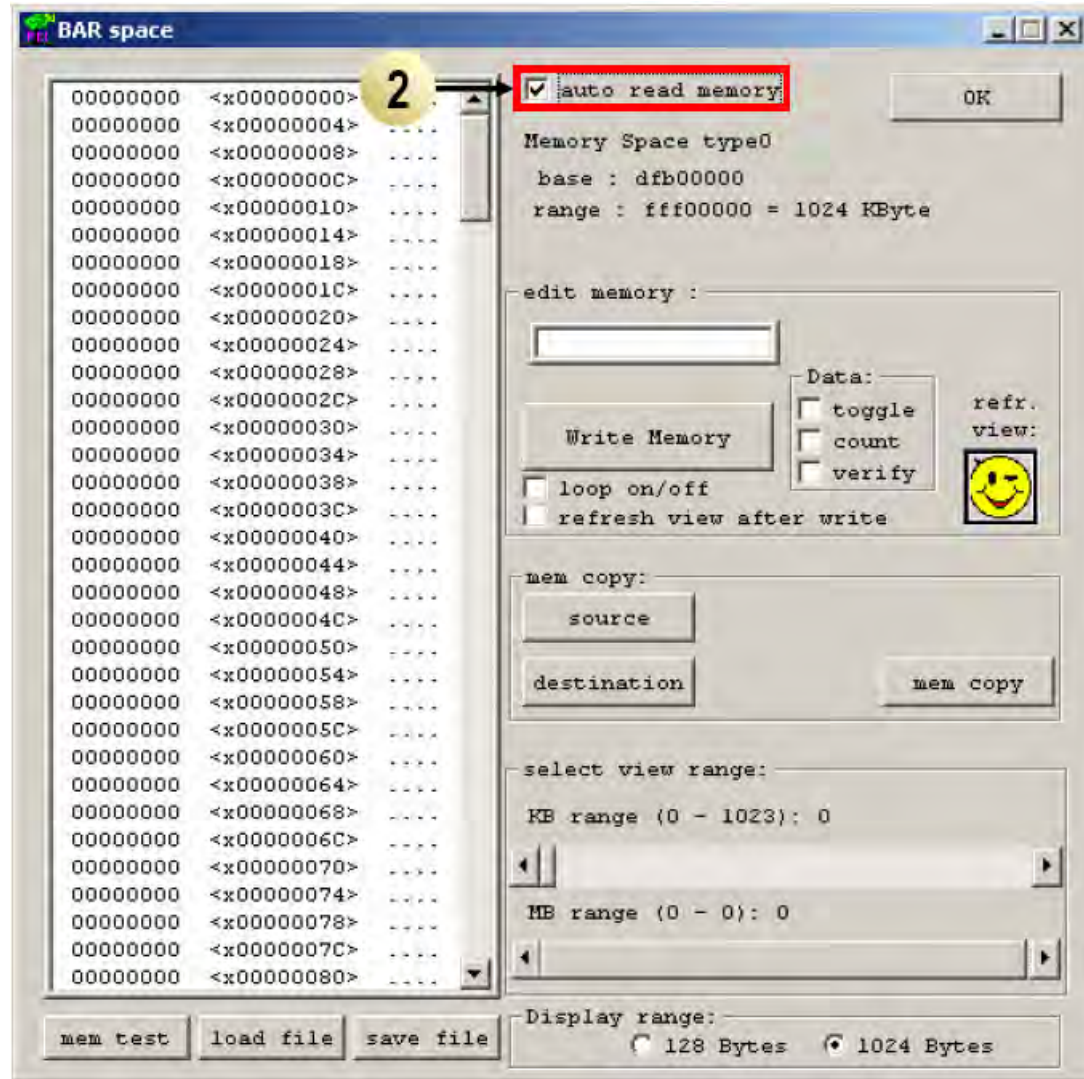 BAR space
2
00000000 <x00000000> ....
00000000 <x00000004> ....
00000000 <x00000008> ....
00000000 <x0000000C> ....
00000000 <x00000010> ....
00000000 <x00000014> ....
00000000 <x00000018> ....
00000000 <x0000001C> ....
00000000 <x00000020> ....
00000000 <x00000024> ....
00000000 <x00000028> ....
00000000 <x0000002C> ....
00000000 <x00000030> ....
00000000 <x00000034> ....
00000000 <x00000038> ....
00000000 <x0000003C> ....
00000000 <x00000040> ....
00000000 <x00000044> ....
00000000 <x00000048> ....
00000000 <x0000004C> ....
00000000 <x00000050> ....
00000000 <x00000054> ....
00000000 <x00000058> ....
00000000 <x0000005C> ....
00000000 <x00000060> ....
00000000 <x00000064> ....
00000000 <x00000068> ....
00000000 <x0000006C> ....
00000000 <x00000070> ....
00000000 <x00000074> ....
00000000 <x00000078> ....
00000000 <x0000007C> ....
00000000 <x00000080> ....
mem test
load file
save file
auto read memory
OK
Memory Space type0
base : dfb00000
range : fff00000 = 1024 KByte
edit memory :
Write Memory
Data:
toggle
count
verify
refr.
view:
loop on/off
refresh view after write
mem copy:
source
destination
mem copy
select view range:
KB range (0 - 1023): 0
MB range (0 - 0): 0
Display range:
128 Bytes
1024 Bytes